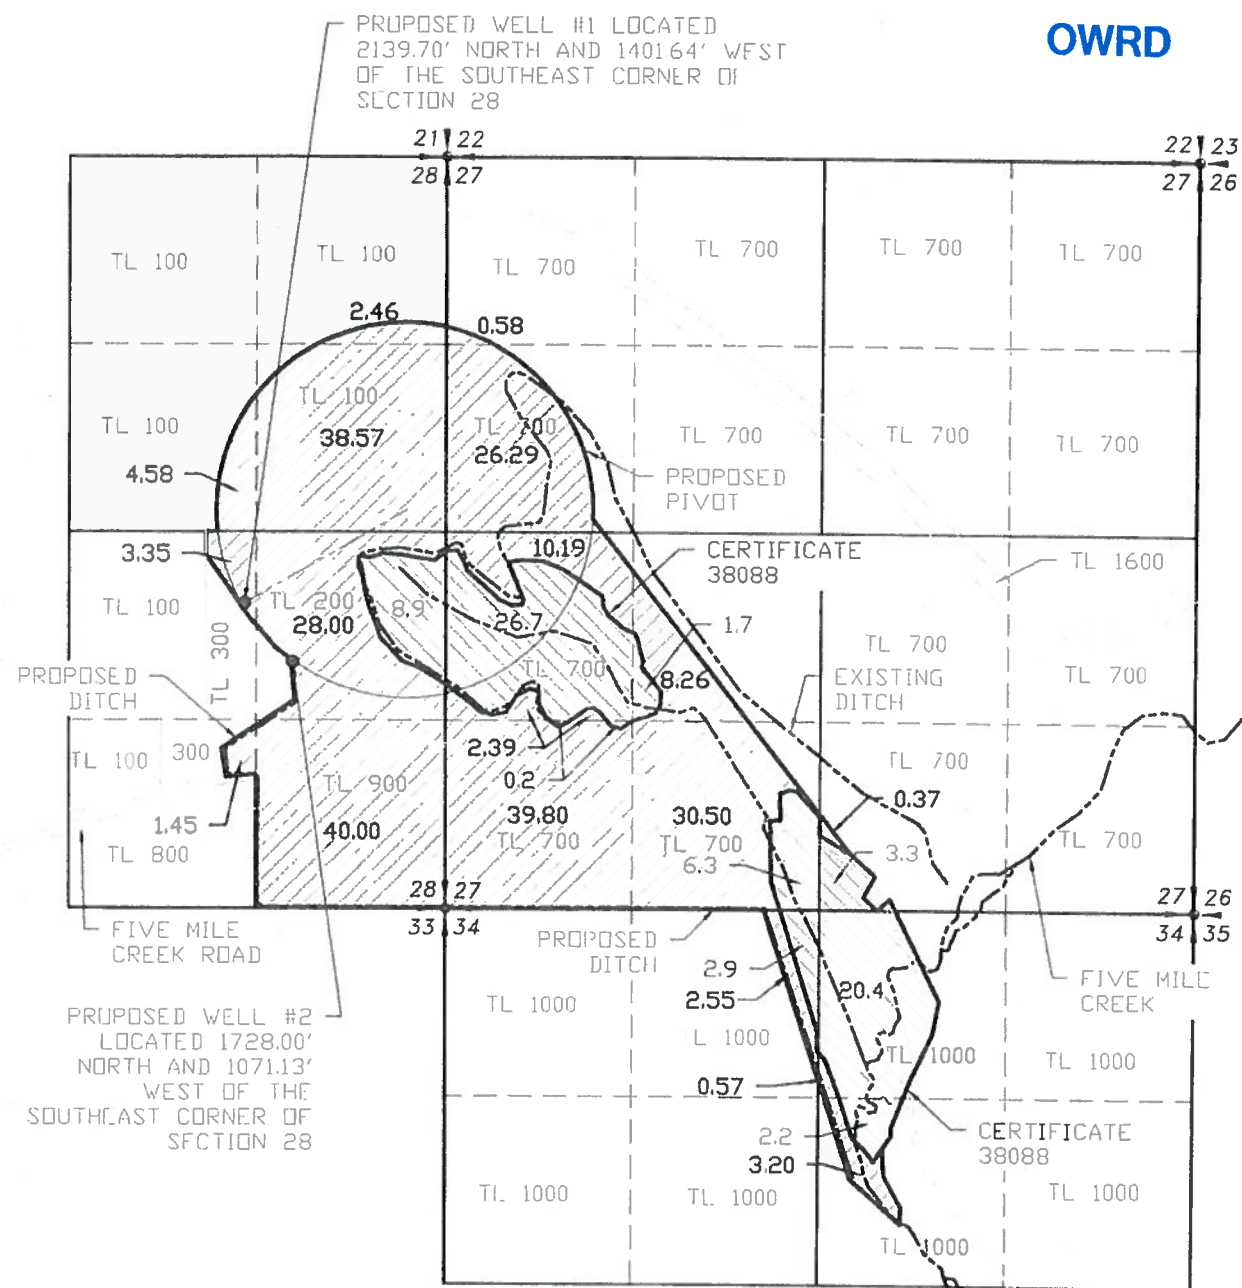 PROPOSED WELL #1 LOCATED
2139.70' NORTH AND 1401.64' WEST
OF THE SOUTHEAST CORNER OF
SECTION 28
OWRD
21 22
28 27
22 23
27 26
TL 100
TL 100
TL 700
TL 700
TL 700
TL 700
2.46
0.58
TL 100
TL 100
38.57
4.58
TL 700
26.29
TL 700
TL 700
TL 700
PROPOSED
PIVOT
3.35
10.19
CERTIFICATE
38088
TL 1600
TL 100
TL 200
28.00
8.9
26.7
1.7
TL 300
TL 700
8.26
TL 700
TL 700
PROPOSED
DITCH
EXISTING
DITCH
TL 100
300
2.39
0.2
TL 700
TL 900
40.00
39.80
TL 700
30.50
TL 700
6.3
0.37
3.3
TL 700
1.45
TL 800
28 27
33 34
27 26
34 35
FIVE MILE
CREEK ROAD
PROPOSED
DITCH
2.9
2.55
20.4
FIVE MILE
CREEK
TL 1000
L 1000
TL 1000
TL 1000
PROPOSED WELL #2
LOCATED 1728.00'
NORTH AND 1071.13'
WEST OF THE
SOUTHEAST CORNER OF
SECTION 28
0.57
2.2
3.20
CERTIFICATE
38088
TL 1000
TL 1000
TL 1000
TL 1000